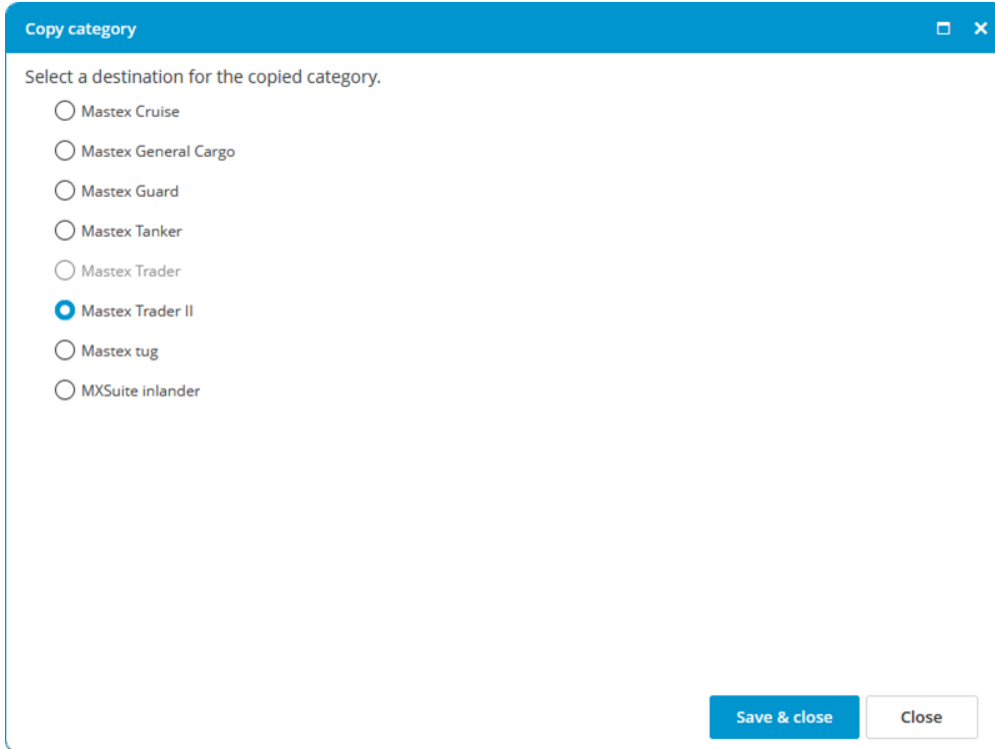 Copy category
Select a destination for the copied category.
Mastex Cruise
Mastex General Cargo
Mastex Guard
Mastex Tanker
Mastex Trader
Mastex Trader II
Mastex tug
MXSuite inlander
Save & close
Close